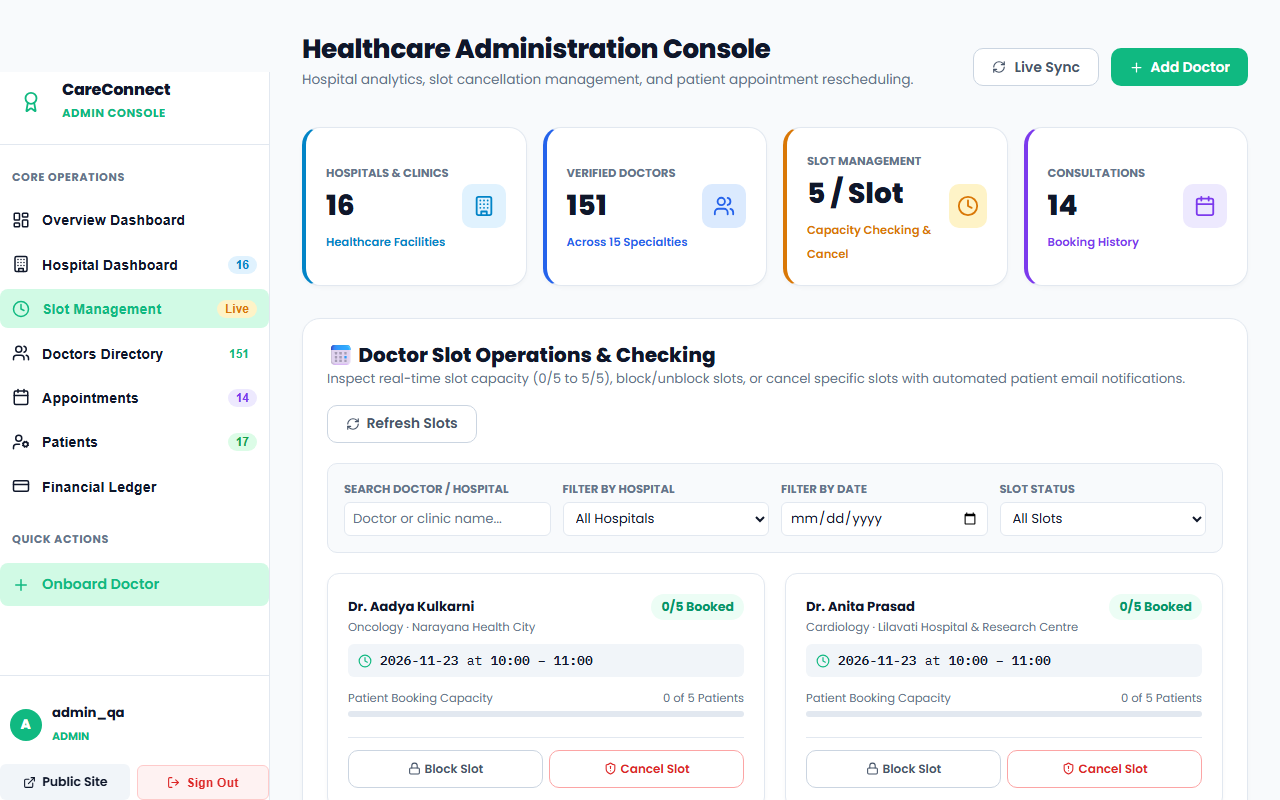 CareConnect
ADMIN CONSOLE
CORE OPERATIONS
Overview Dashboard
Hospital Dashboard 16
Slot Management Live
Doctors Directory 151
Appointments 14
Patients 17
Financial Ledger
QUICK ACTIONS
Onboard Doctor
A
admin_qa
ADMIN
Public Site
Sign Out
Healthcare Administration Console
Hospital analytics, slot cancellation management, and patient appointment rescheduling.
Live Sync
Add Doctor
HOSPITALS & CLINICS
16
Healthcare Facilities
VERIFIED DOCTORS
151
Across 15 Specialties
SLOT MANAGEMENT
5 / Slot
Capacity Checking &
Cancel
CONSULTATIONS
14
Booking History
Doctor Slot Operations & Checking
Inspect real-time slot capacity (0/5 to 5/5), block/unblock slots, or cancel specific slots with automated patient email notifications.
Refresh Slots
SEARCH DOCTOR / HOSPITAL
Doctor or clinic name...
FILTER BY HOSPITAL
All Hospitals
FILTER BY DATE
mm/dd/yyyy
SLOT STATUS
All Slots
Dr. Aadya Kulkarni
0/5 Booked
Oncology · Narayana Health City
2026-11-23 at 10:00 – 11:00
Patient Booking Capacity
0 of 5 Patients
Block Slot
Cancel Slot
Dr. Anita Prasad
0/5 Booked
Cardiology · Lilavati Hospital & Research Centre
2026-11-23 at 10:00 – 11:00
Patient Booking Capacity
0 of 5 Patients
Block Slot
Cancel Slot